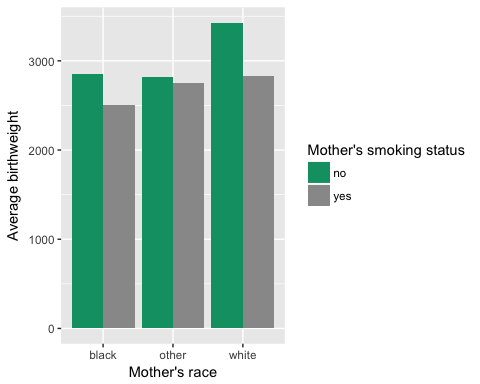 Average birthweight
3000
2000
1000
0
black other white
Mother's race
Mother's smoking status
no
yes